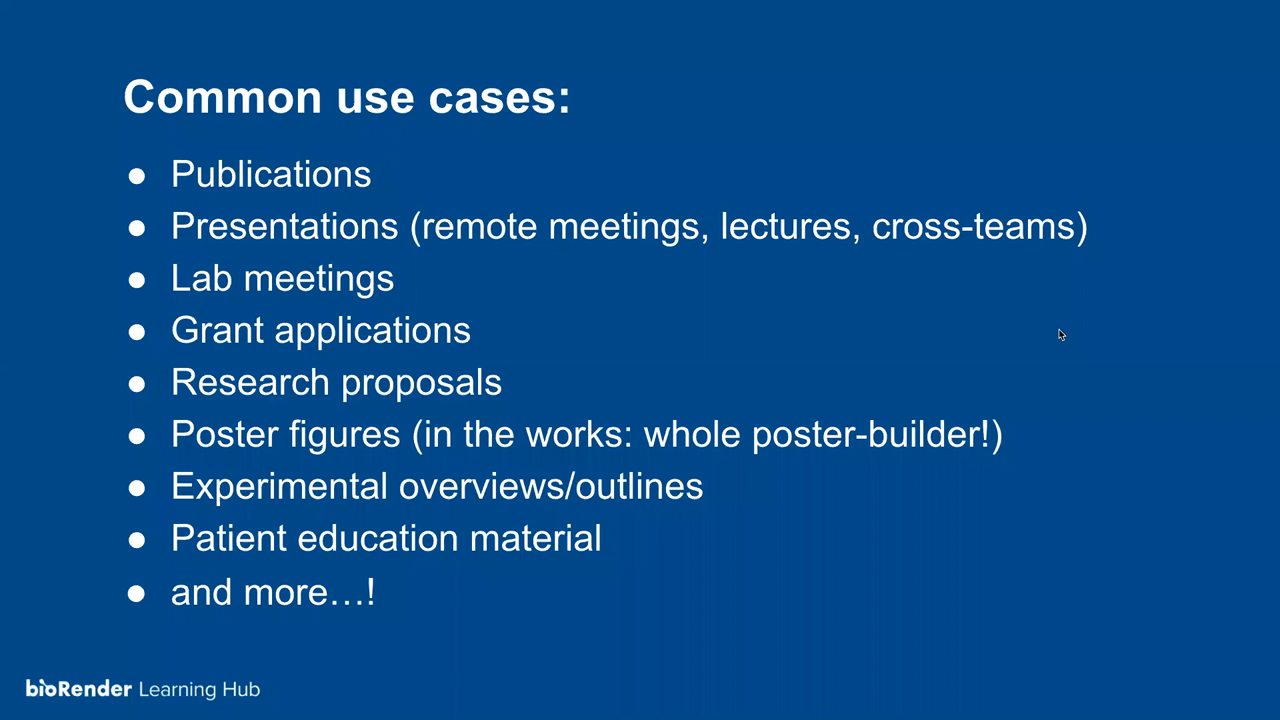 Common use cases:
● Publications
● Presentations (remote meetings, lectures, cross-teams)
● Lab meetings
● Grant applications
● Research proposals
● Poster figures (in the works: whole poster-builder!)
● Experimental overviews/outlines
● Patient education material
● and more…!
bioRender Learning Hub